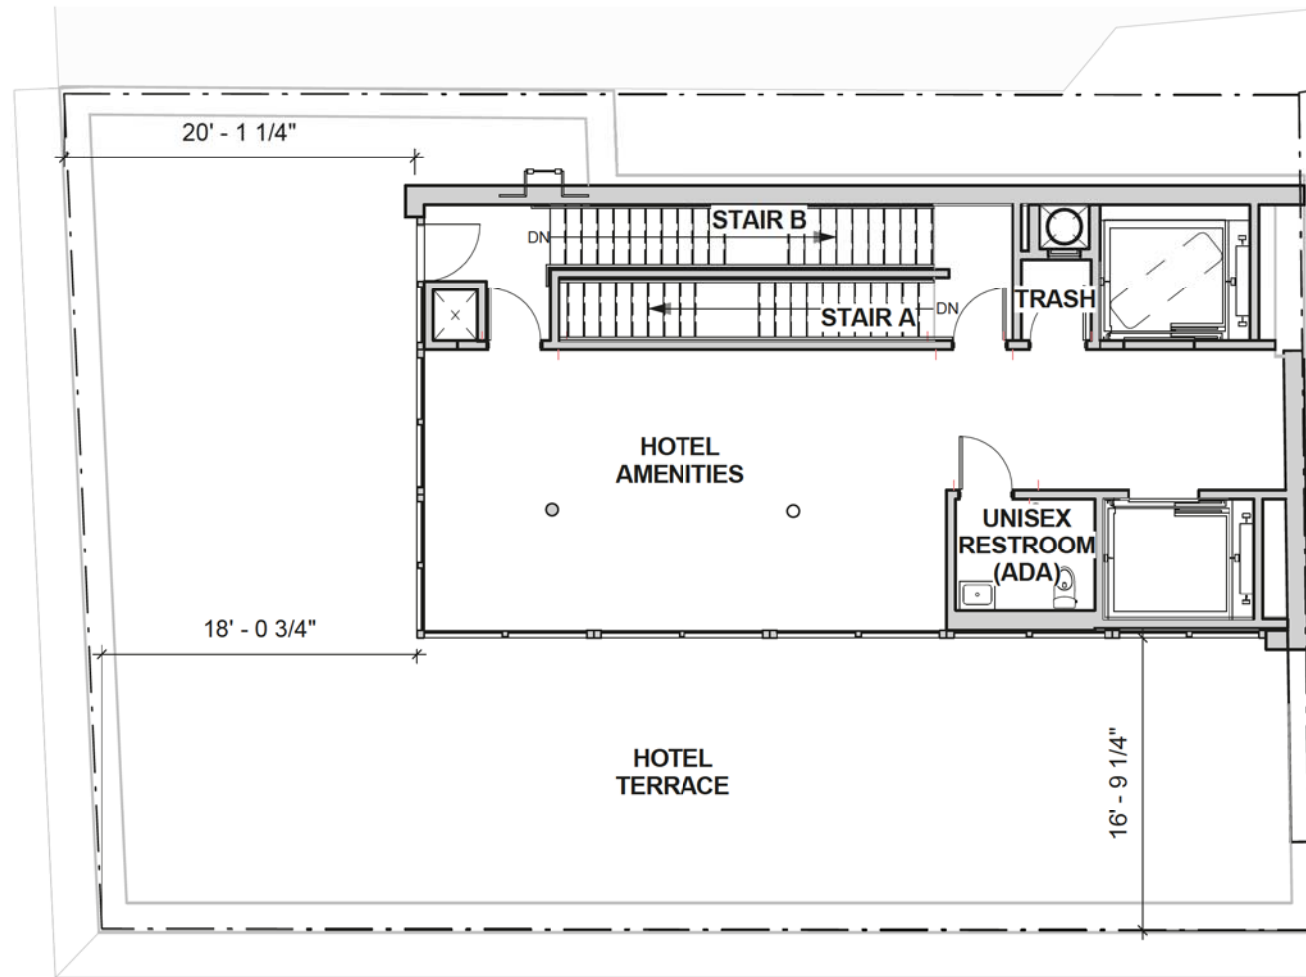 20' - 1 1/4"
STAIR B
DN
TRASH
STAIR A
DN
HOTEL
AMENITIES
UNISEX
RESTROOM
(ADA)
18' - 0 3/4"
HOTEL
TERRACE
16' - 9 1/4"